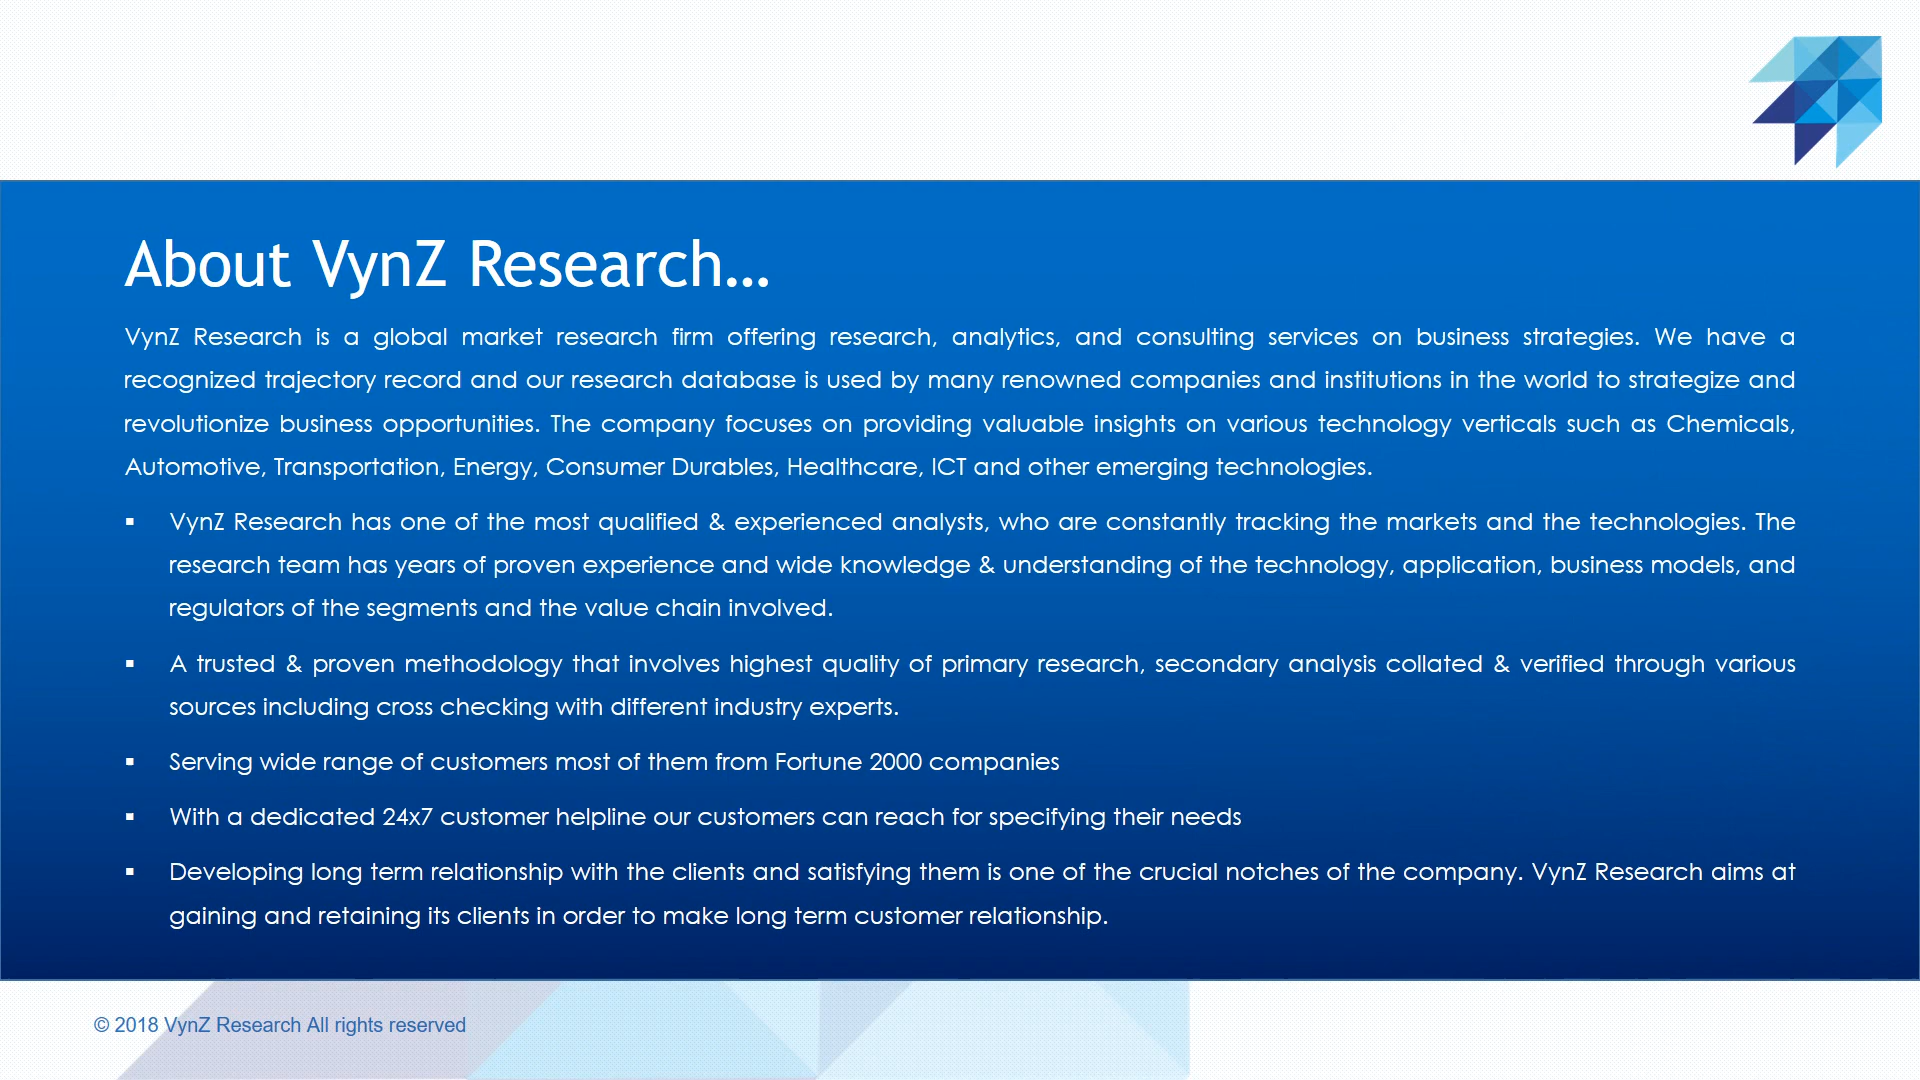 About VynZ Research...
VynZ Research is a global market research firm offering research, analytics, and consulting services on business strategies. We have a
recognized trajectory record and our research database is used by many renowned companies and institutions in the world to strategize and
revolutionize business opportunities. The company focuses on providing valuable insights on various technology verticals such as Chemicals,
Automotive, Transportation, Energy, Consumer Durables, Healthcare, ICT and other emerging technologies.
▪ VynZ Research has one of the most qualified & experienced analysts, who are constantly tracking the markets and the technologies. The
research team has years of proven experience and wide knowledge & understanding of the technology, application, business models, and
regulators of the segments and the value chain involved.
▪ A trusted & proven methodology that involves highest quality of primary research, secondary analysis collated & verified through various
sources including cross checking with different industry experts.
▪ Serving wide range of customers most of them from Fortune 2000 companies
▪ With a dedicated 24x7 customer helpline our customers can reach for specifying their needs
▪ Developing long term relationship with the clients and satisfying them is one of the crucial notches of the company. VynZ Research aims at
gaining and retaining its clients in order to make long term customer relationship.
© 2018 VynZ Research All rights reserved